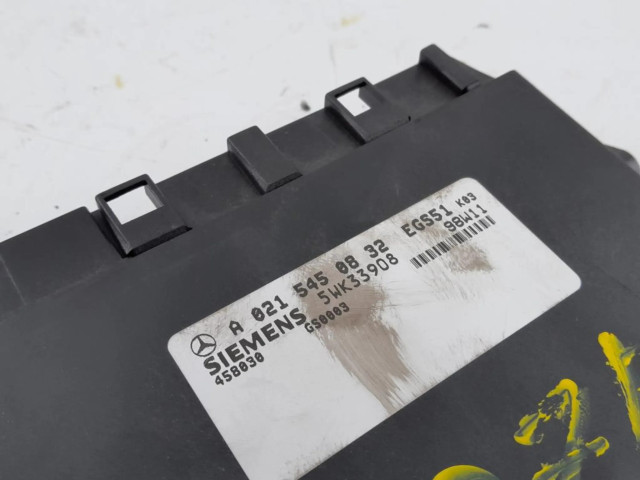 A 021 545 08 32 EGS51 K03
SIEMENS 5WK33908 98W11
458030 GS0003